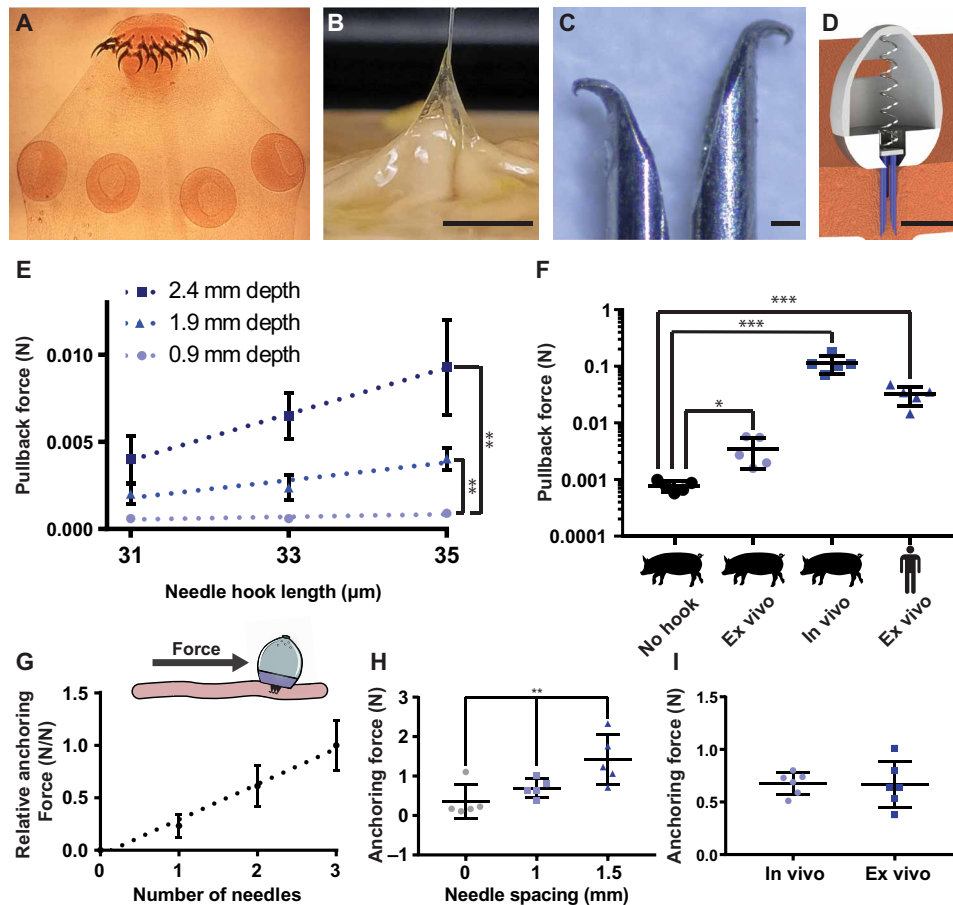 A
B
C
D
E
2.4 mm depth
1.9 mm depth
0.9 mm depth
Pullback force (N)
0.010
0.005
0.000
31
33
35
Needle hook length (µm)
**
**
F
Pullback force (N)
1
0.1
0.01
0.001
0.0001
***
***
*
No hook
Ex vivo
In vivo
Ex vivo
G
Force
Relative anchoring
Force (N/N)
1.5
1.0
0.5
0.0
0
1
2
3
Number of needles
H
Anchoring force (N)
3
2
1
0
−1
**
0
1
1.5
Needle spacing (mm)
I
Anchoring force (N)
1.5
1.0
0.5
0.0
In vivo
Ex vivo